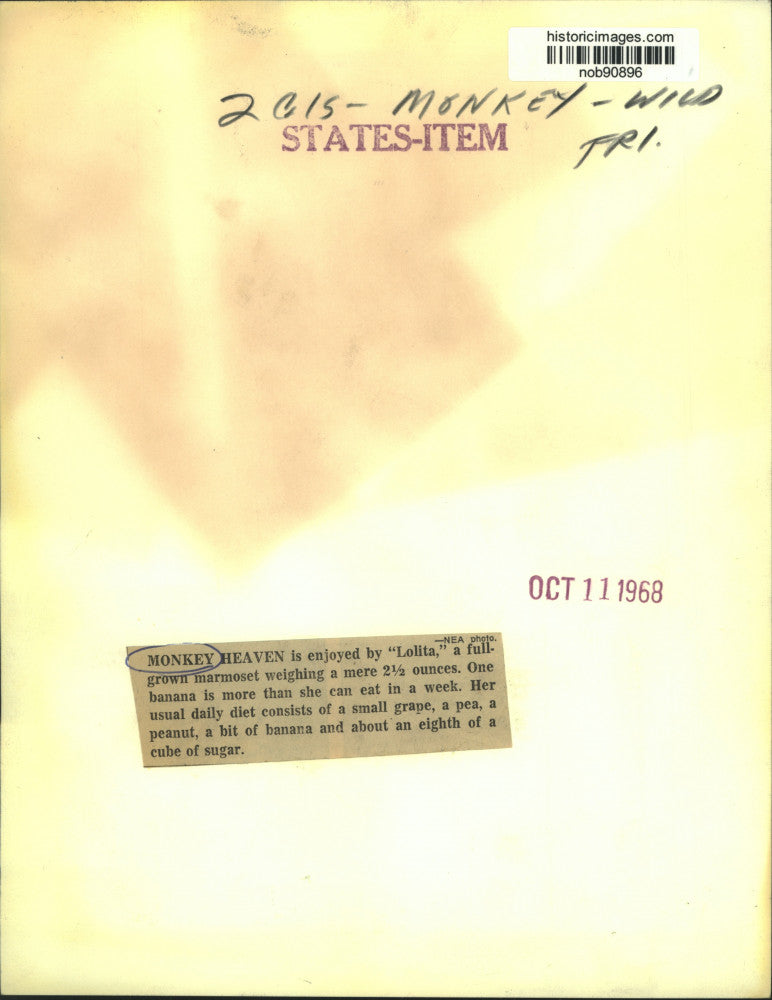 historicimages.com
nob90896
2 Cls - MONKEY - WILD
STATES-ITEM
FRI.
OCT 11 1968
—NEA photo.
MONKEY HEAVEN is enjoyed by “Lolita,” a full-
grown marmoset weighing a mere 2½ ounces. One
banana is more than she can eat in a week. Her
usual daily diet consists of a small grape, a pea, a
peanut, a bit of banana and about an eighth of a
cube of sugar.